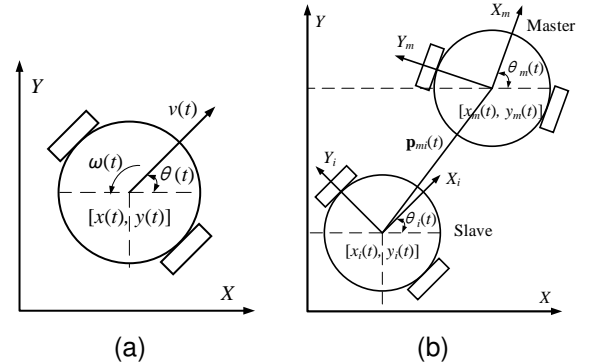 Y
v(t)
ω(t)
θ(t)
[x(t), y(t)]
X
(a)
Y
X_m
Master
Y_m
θ_m(t)
[x_m(t), y_m(t)]
p_mi(t)
Y_i
X_i
θ_i(t)
Slave
[x_i(t), y_i(t)]
X
(b)